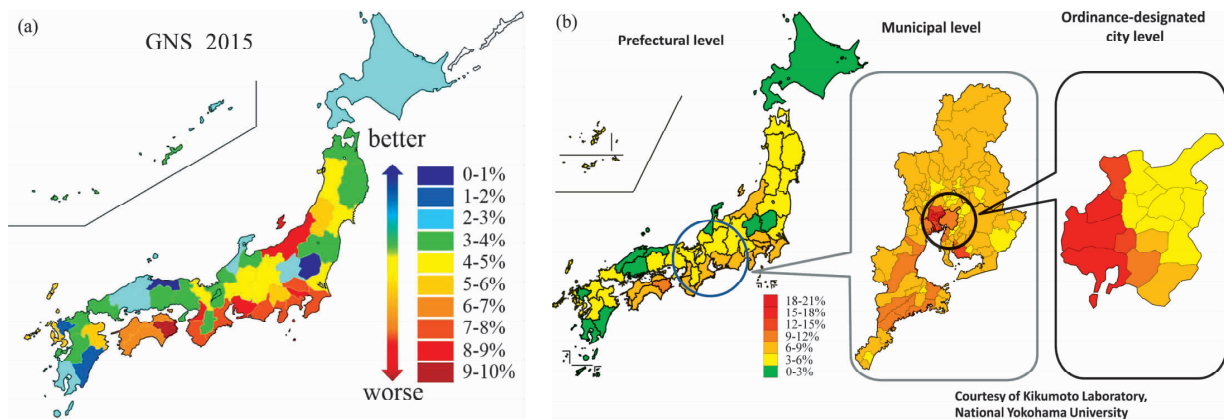 (a)
GNS 2015
better
0-1%
1-2%
2-3%
3-4%
4-5%
5-6%
6-7%
7-8%
8-9%
9-10%
worse
(b)
Prefectural level
Municipal level
Ordinance-designated
city level
18-21%
15-18%
12-15%
9-12%
6-9%
3-6%
0-3%
Courtesy of Kikumoto Laboratory,
National Yokohama University